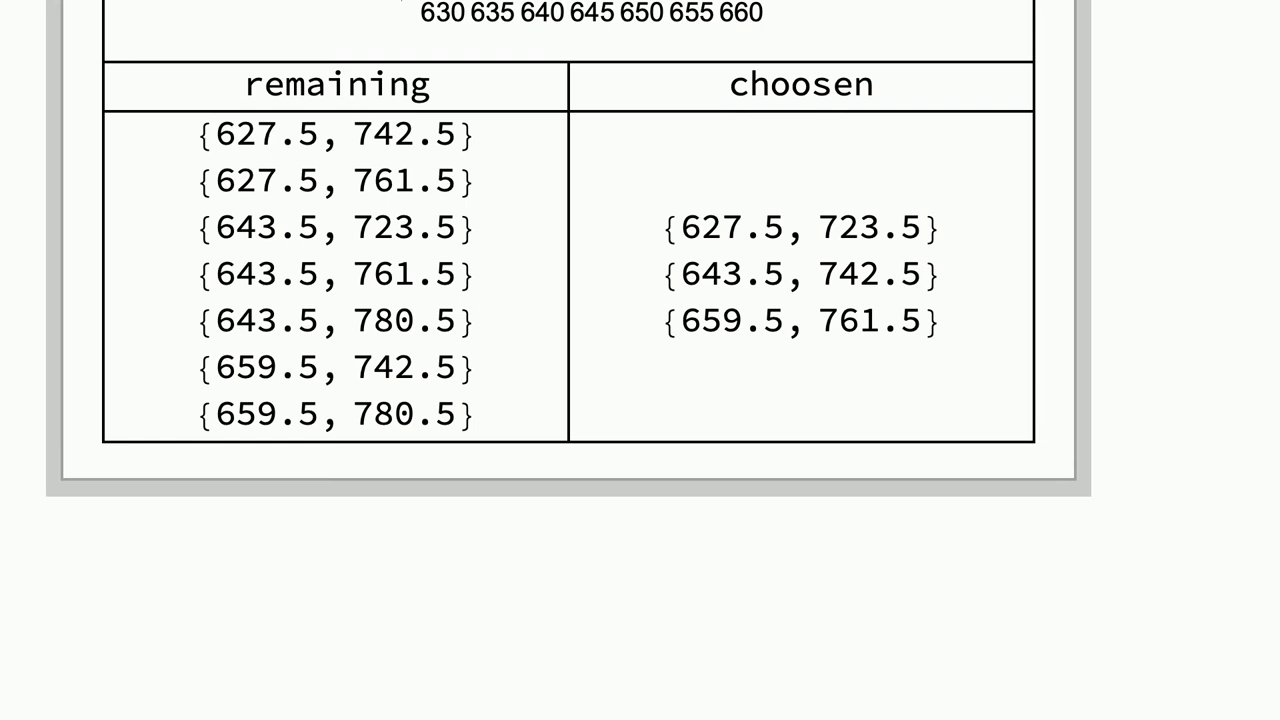 630 635 640 645 650 655 660
remaining choosen
{627.5, 742.5}
{627.5, 761.5}
{643.5, 723.5} {627.5, 723.5}
{643.5, 761.5} {643.5, 742.5}
{643.5, 780.5} {659.5, 761.5}
{659.5, 742.5}
{659.5, 780.5}